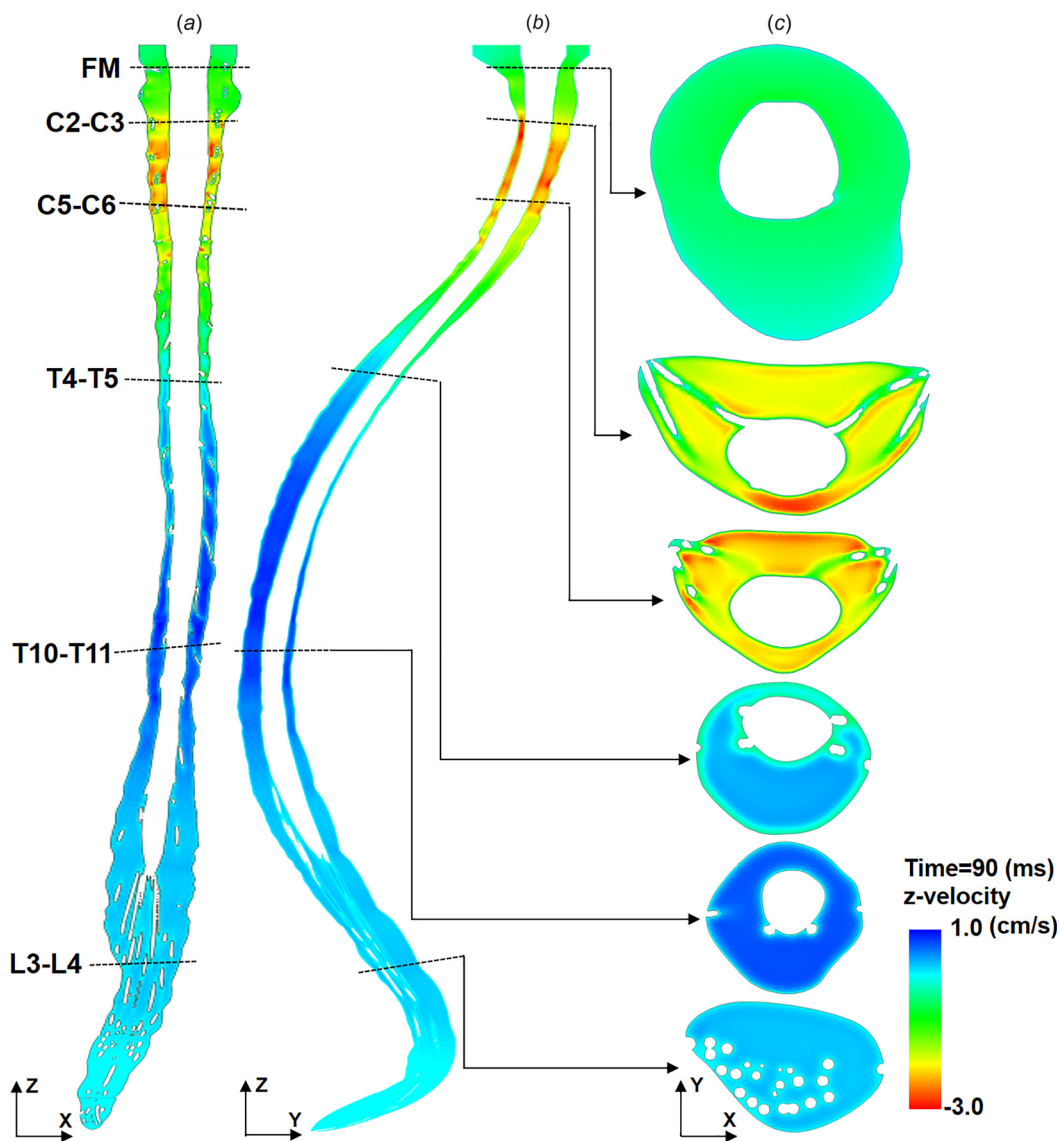 (a)
(b)
(c)
FM
C2-C3
C5-C6
T4-T5
T10-T11
L3-L4
Time=90 (ms)
z-velocity
1.0 (cm/s)
-3.0
Z
X
Z
Y
Y
X